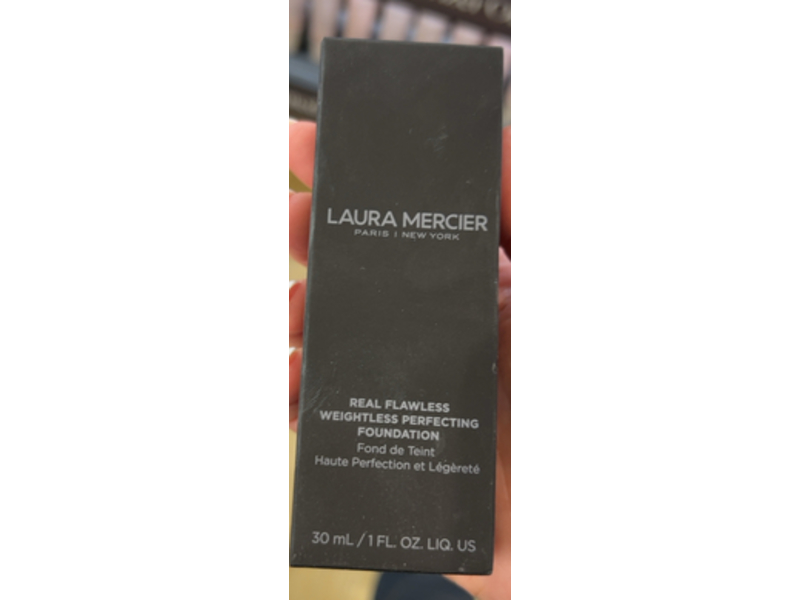 LAURA MERCIER
PARIS | NEW YORK
REAL FLAWLESS
WEIGHTLESS PERFECTING
FOUNDATION
Fond de Teint
Haute Perfection et Légèreté
30 mL / 1 FL. OZ. LIQ. US